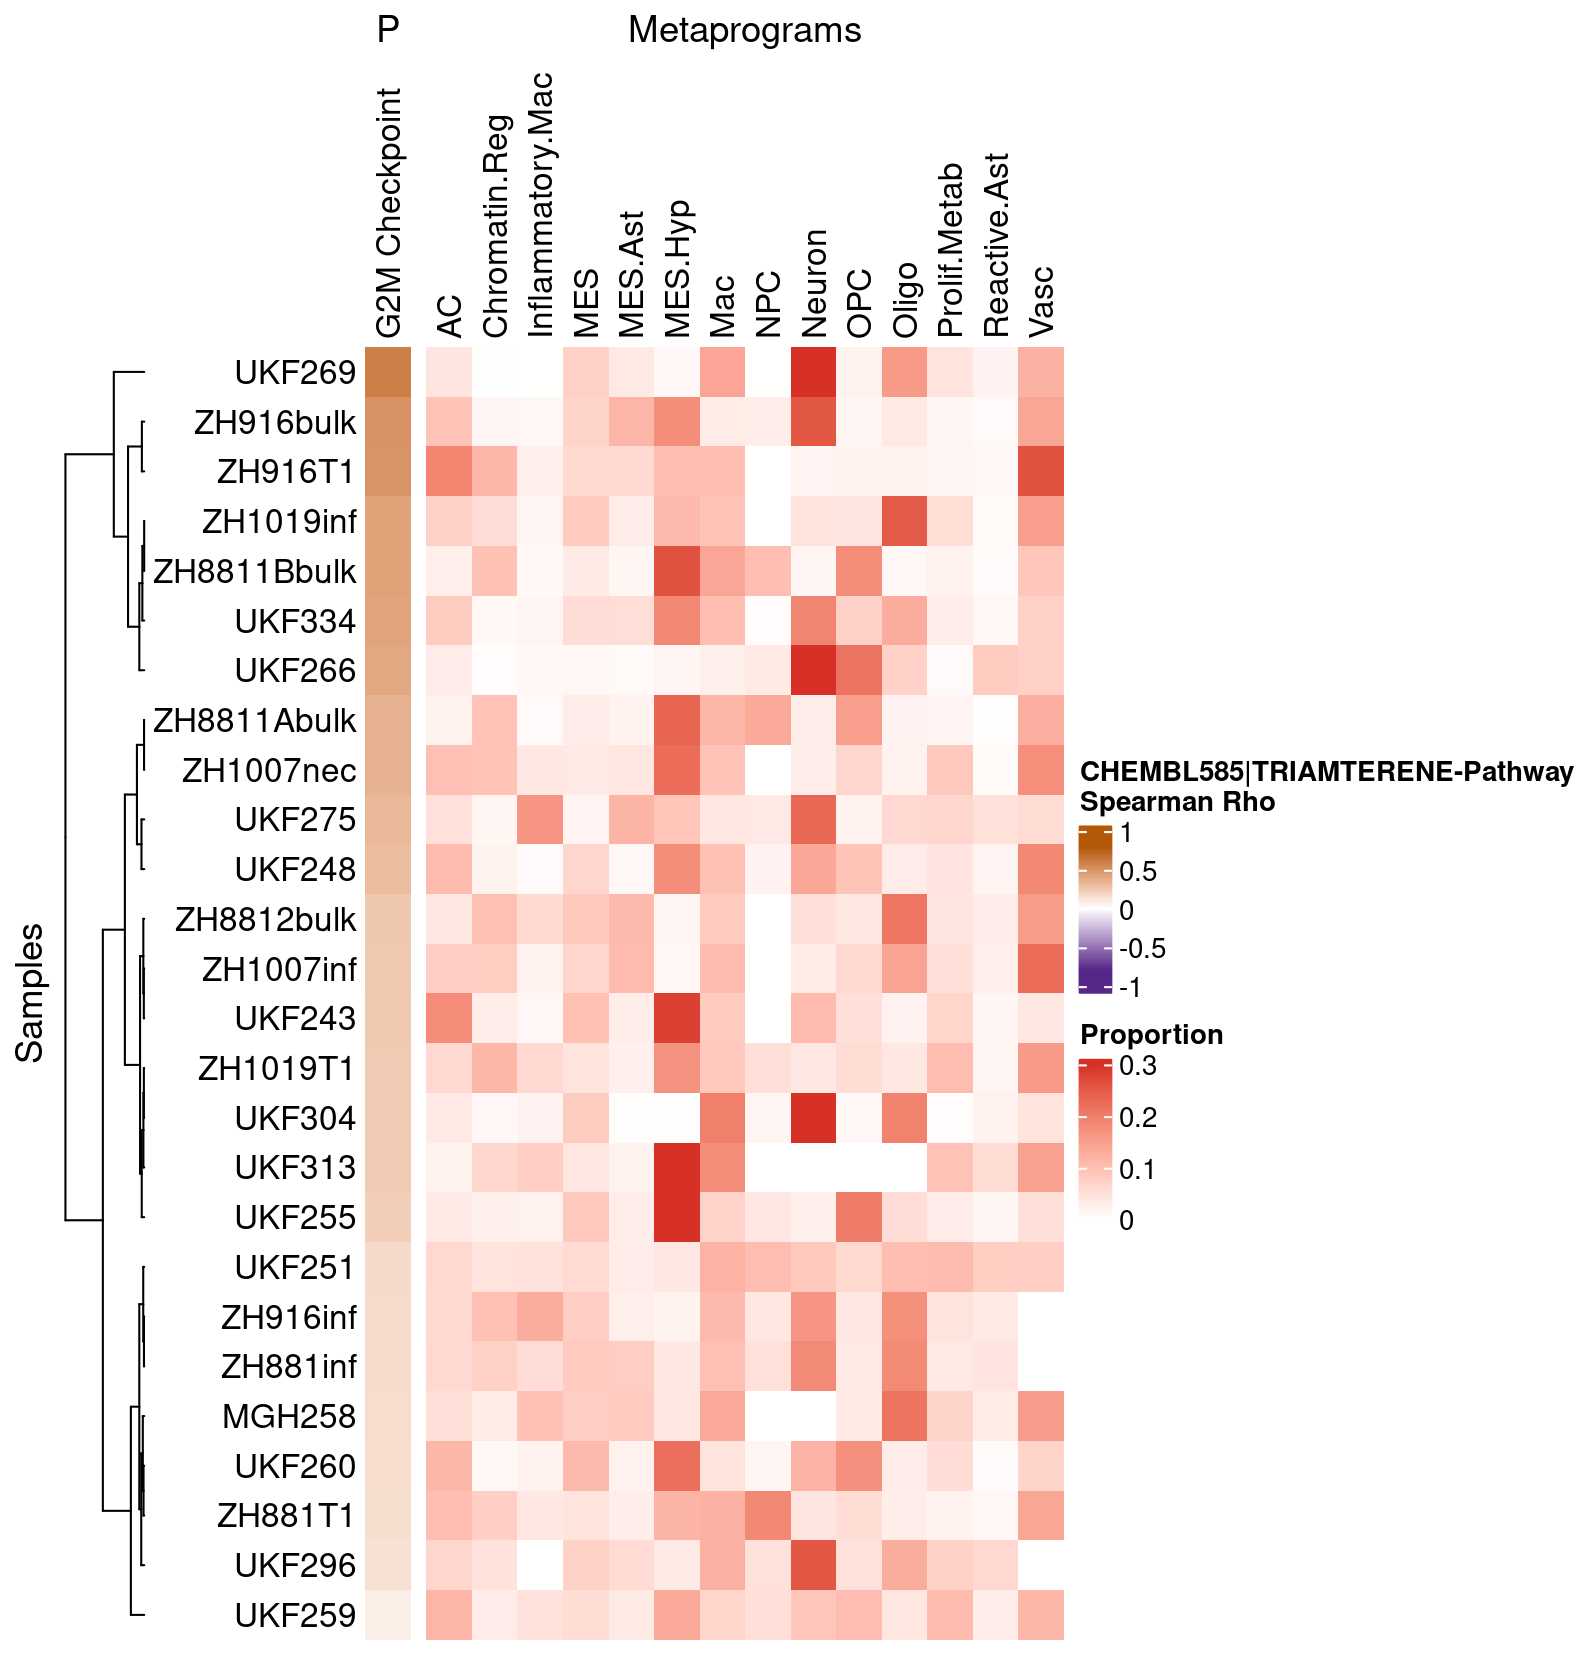 P Metaprograms
G2M Checkpoint
AC
Chromatin.Reg
Inflammatory.Mac
MES
MES.Ast
MES.Hyp
Mac
NPC
Neuron
OPC
Oligo
Prolif.Metab
Reactive.Ast
Vasc
Samples
UKF269
ZH916bulk
ZH916T1
ZH1019inf
ZH8811Bbulk
UKF334
UKF266
ZH8811Abulk
ZH1007nec
UKF275
UKF248
ZH8812bulk
ZH1007inf
UKF243
ZH1019T1
UKF304
UKF313
UKF255
UKF251
ZH916inf
ZH881inf
MGH258
UKF260
ZH881T1
UKF296
UKF259
CHEMBL585|TRIAMTERENE-Pathway
Spearman Rho
1
0.5
0
-0.5
-1
Proportion
0.3
0.2
0.1
0